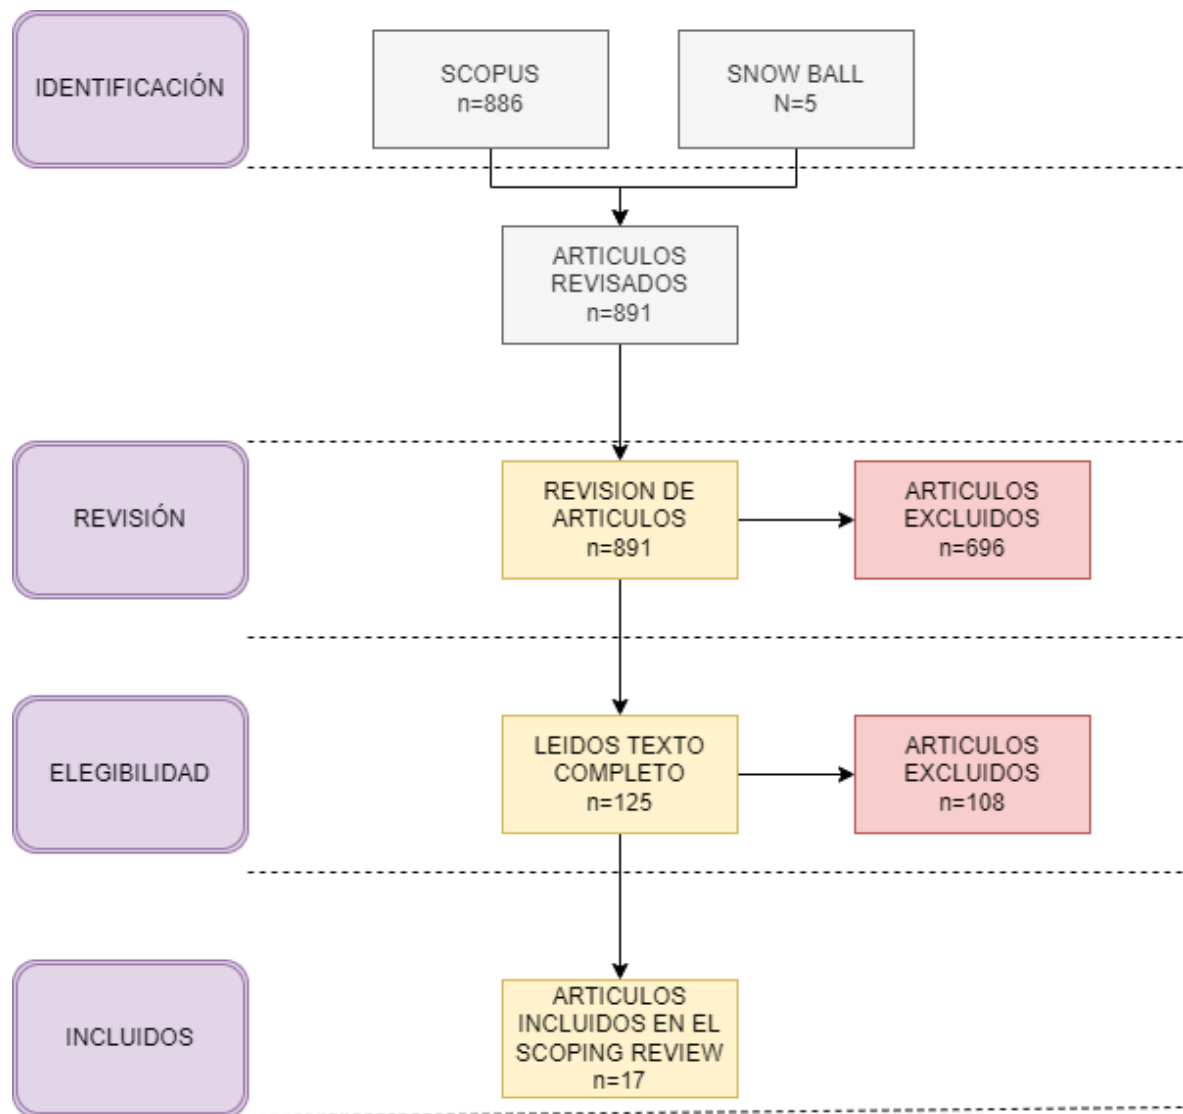 IDENTIFICACIÓN
SCOPUS
n=886
SNOW BALL
N=5
ARTICULOS
REVISADOS
n=891
REVISIÓN
REVISION DE
ARTICULOS
n=891
ARTICULOS
EXCLUIDOS
n=696
ELEGIBILIDAD
LEIDOS TEXTO
COMPLETO
n=125
ARTICULOS
EXCLUIDOS
n=108
INCLUIDOS
ARTICULOS
INCLUIDOS EN EL
SCOPING REVIEW
n=17